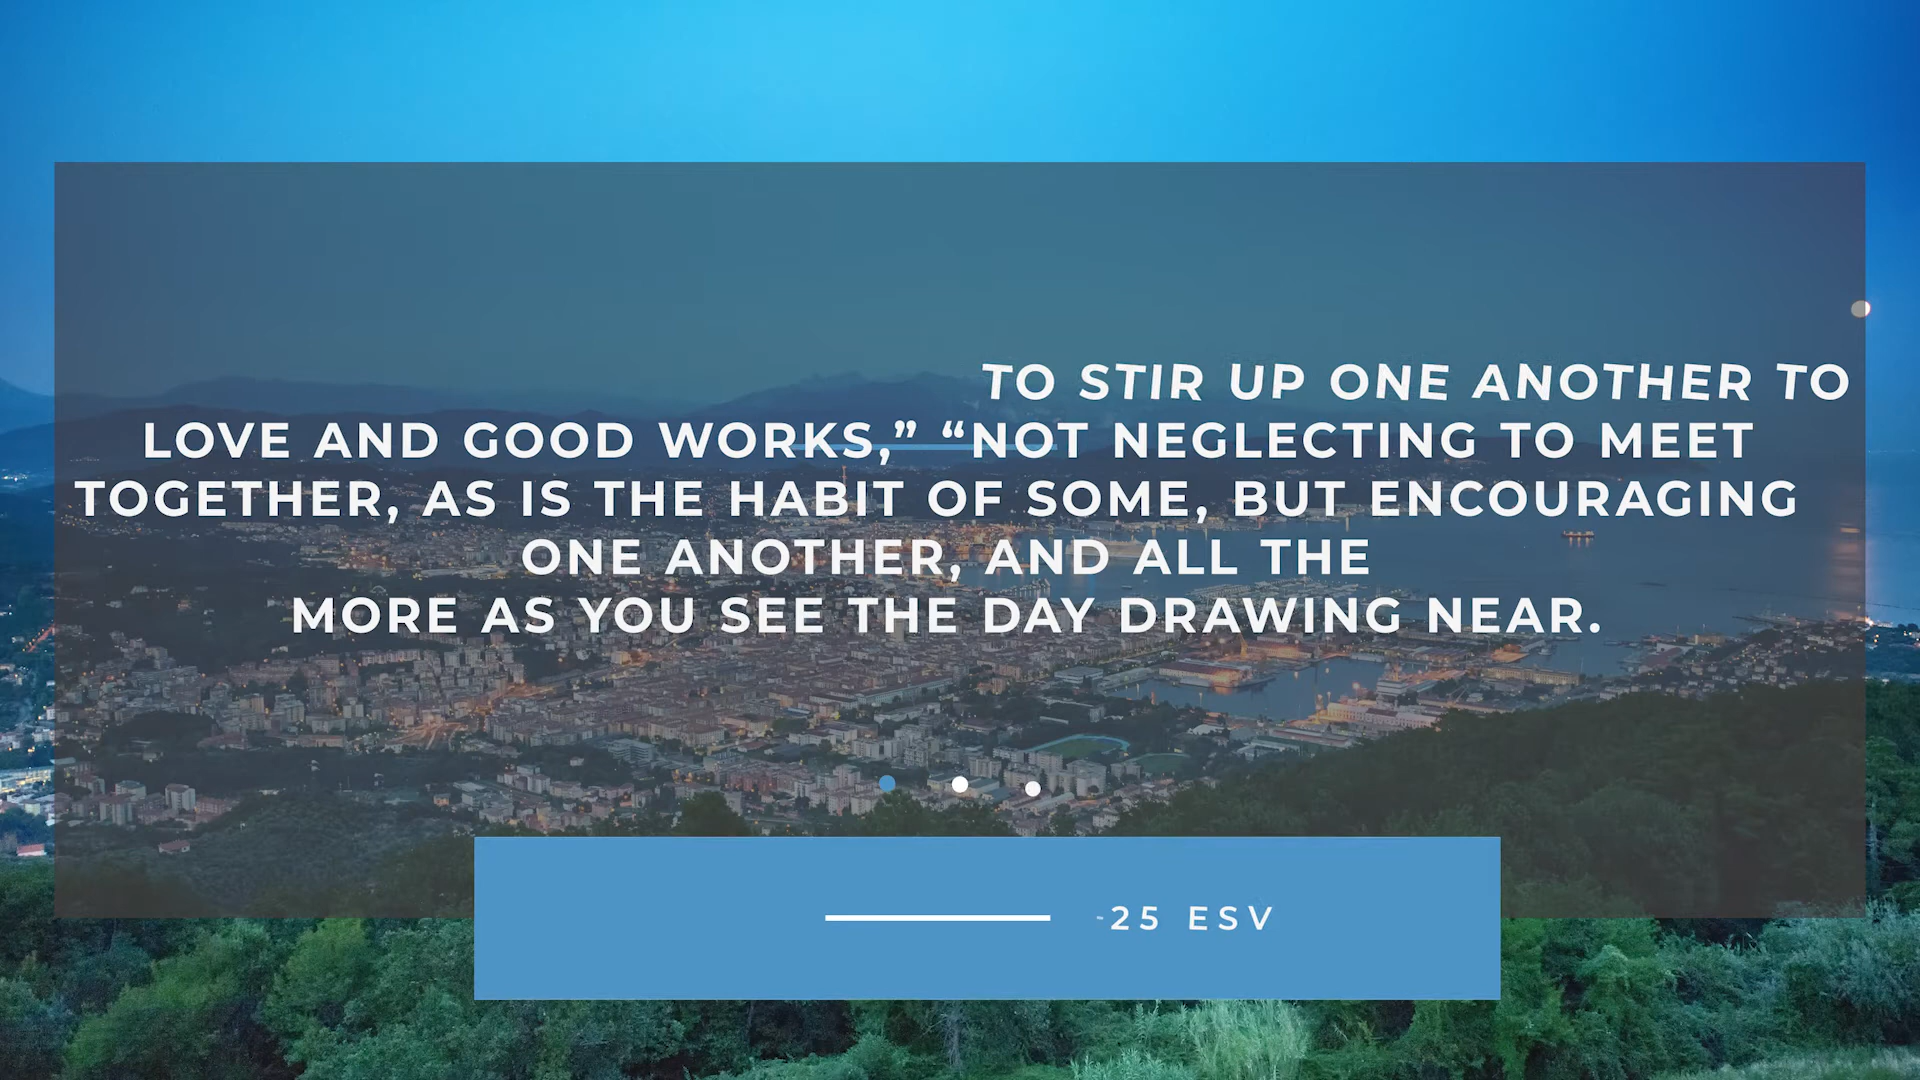 TO STIR UP ONE ANOTHER TO
LOVE AND GOOD WORKS,” “NOT NEGLECTING TO MEET
TOGETHER, AS IS THE HABIT OF SOME, BUT ENCOURAGING
ONE ANOTHER, AND ALL THE
MORE AS YOU SEE THE DAY DRAWING NEAR.
-25 ESV